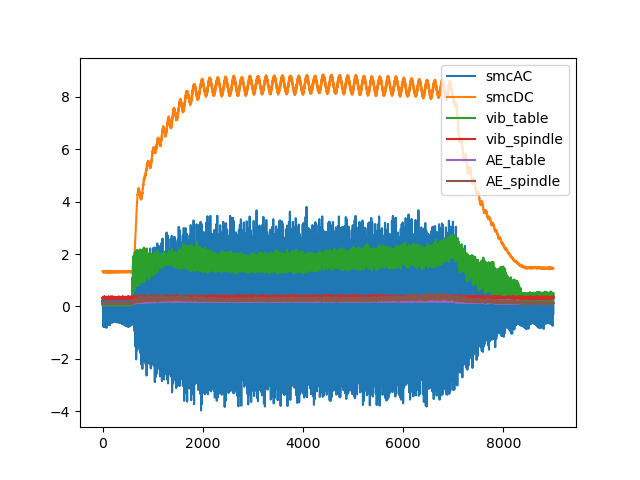 smcAC
smcDC
vib_table
vib_spindle
AE_table
AE_spindle
8
6
4
2
0
−2
−4
0 2000 4000 6000 8000